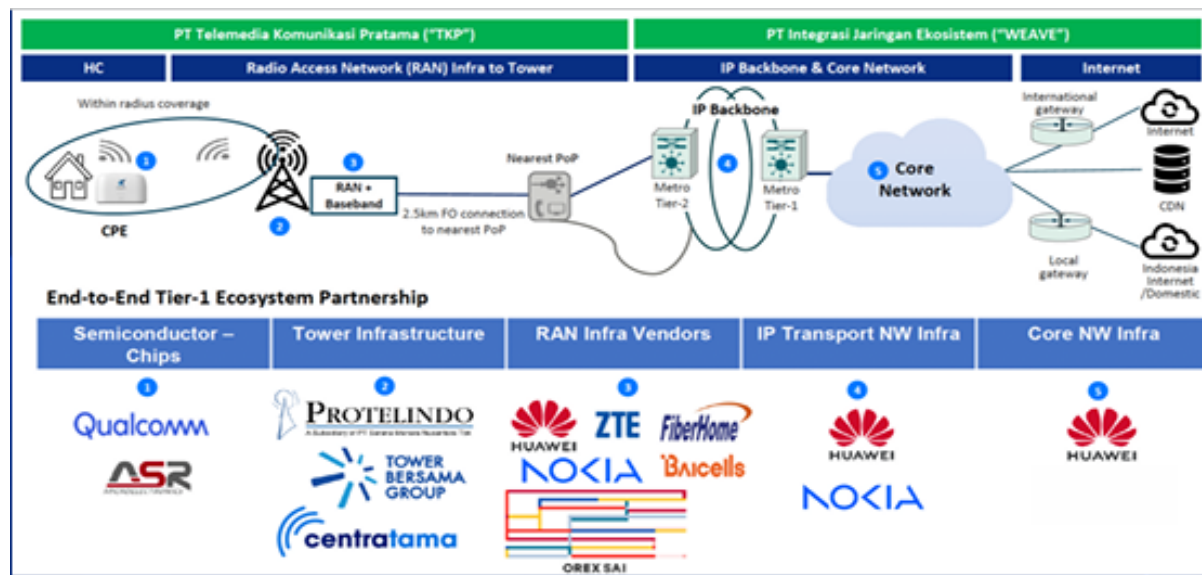 PT Telemedia Komunikasi Pratama (“TKP”)
PT Integrasi Jaringan Ekosistem (“WEAVE”)
HC
Radio Access Network (RAN) Infra to Tower
IP Backbone & Core Network
Internet
Within radius coverage
1
CPE
2
3
RAN +
Baseband
2.5km FO connection
to nearest PoP
Nearest PoP
IP Backbone
4
Metro
Tier-2
Metro
Tier-1
5
Core
Network
International
gateway
Internet
CDN
Local
gateway
Indonesia
Internet
/Domestic
End-to-End Tier-1 Ecosystem Partnership
Semiconductor –
Chips
Tower Infrastructure
RAN Infra Vendors
IP Transport NW Infra
Core NW Infra
1
2
3
4
5
Qualcomm
ASR
PROTELINDO
TOWER
BERSAMA
GROUP
centratama
HUAWEI
ZTE
FiberHome
NOKIA
BAICELLS
OREX SAI
HUAWEI
NOKIA
HUAWEI